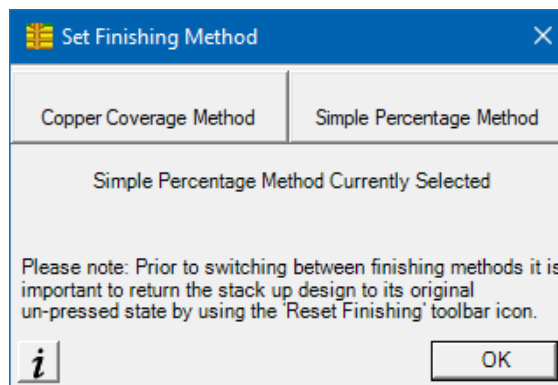 Set Finishing Method
Copper Coverage Method
Simple Percentage Method
Simple Percentage Method Currently Selected
Please note: Prior to switching between finishing methods it is
important to return the stack up design to its original
un-pressed state by using the 'Reset Finishing' toolbar icon.
i
OK